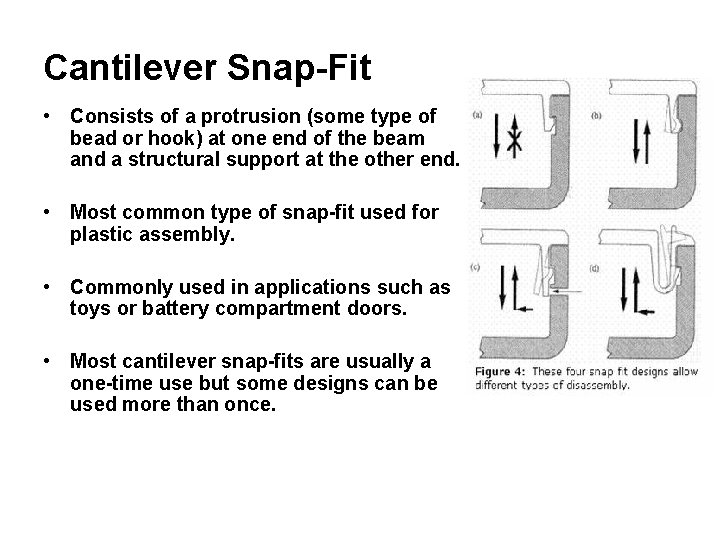 Cantilever Snap-Fit
• Consists of a protrusion (some type of
bead or hook) at one end of the beam
and a structural support at the other end.
• Most common type of snap-fit used for
plastic assembly.
• Commonly used in applications such as
toys or battery compartment doors.
• Most cantilever snap-fits are usually a
one-time use but some designs can be
used more than once.
(a)
(b)
(c)
(d)
Figure 4: These four snap fit designs allow
different types of disassembly.